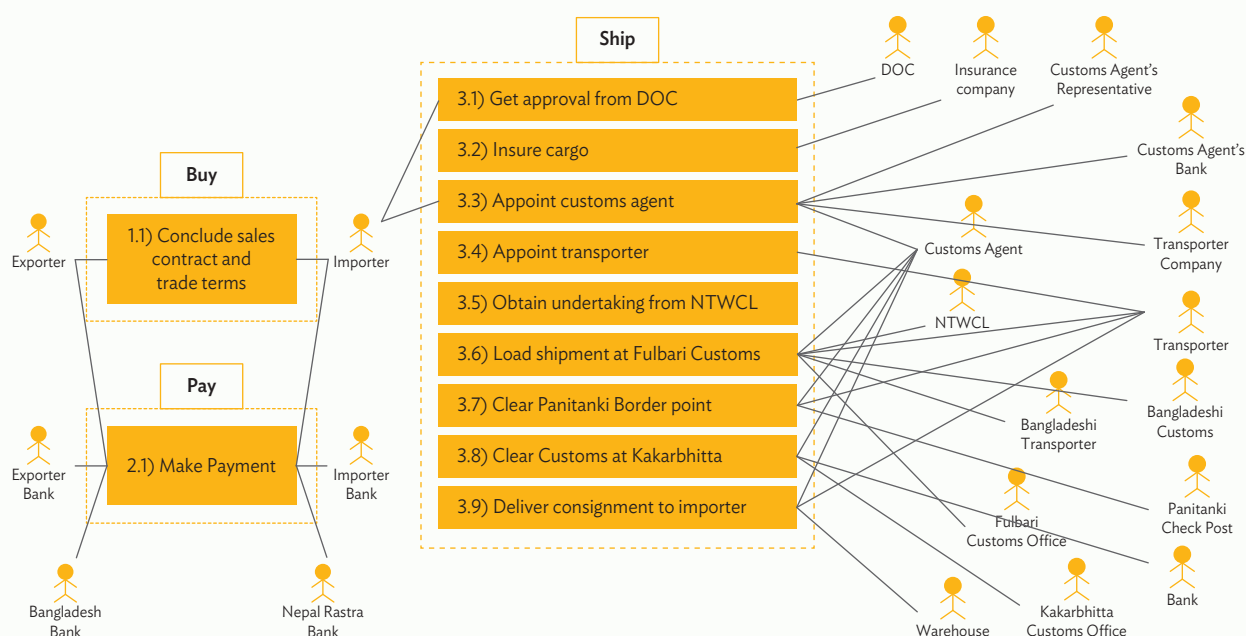 Ship
3.1) Get approval from DOC
3.2) Insure cargo
3.3) Appoint customs agent
3.4) Appoint transporter
3.5) Obtain undertaking from NTWCL
3.6) Load shipment at Fulbari Customs
3.7) Clear Panitanki Border point
3.8) Clear Customs at Kakarbhitta
3.9) Deliver consignment to importer
Buy
1.1) Conclude sales
contract and
trade terms
Exporter
Importer
Pay
2.1) Make Payment
Exporter
Bank
Importer
Bank
Bangladesh
Bank
Nepal Rastra
Bank
DOC
Insurance
company
Customs Agent's
Representative
Customs Agent's
Bank
Customs Agent
Transporter
Company
NTWCL
Transporter
Bangladeshi
Transporter
Bangladeshi
Customs
Fulbari
Customs Office
Panitanki
Check Post
Warehouse
Kakarbhitta
Customs Office
Bank